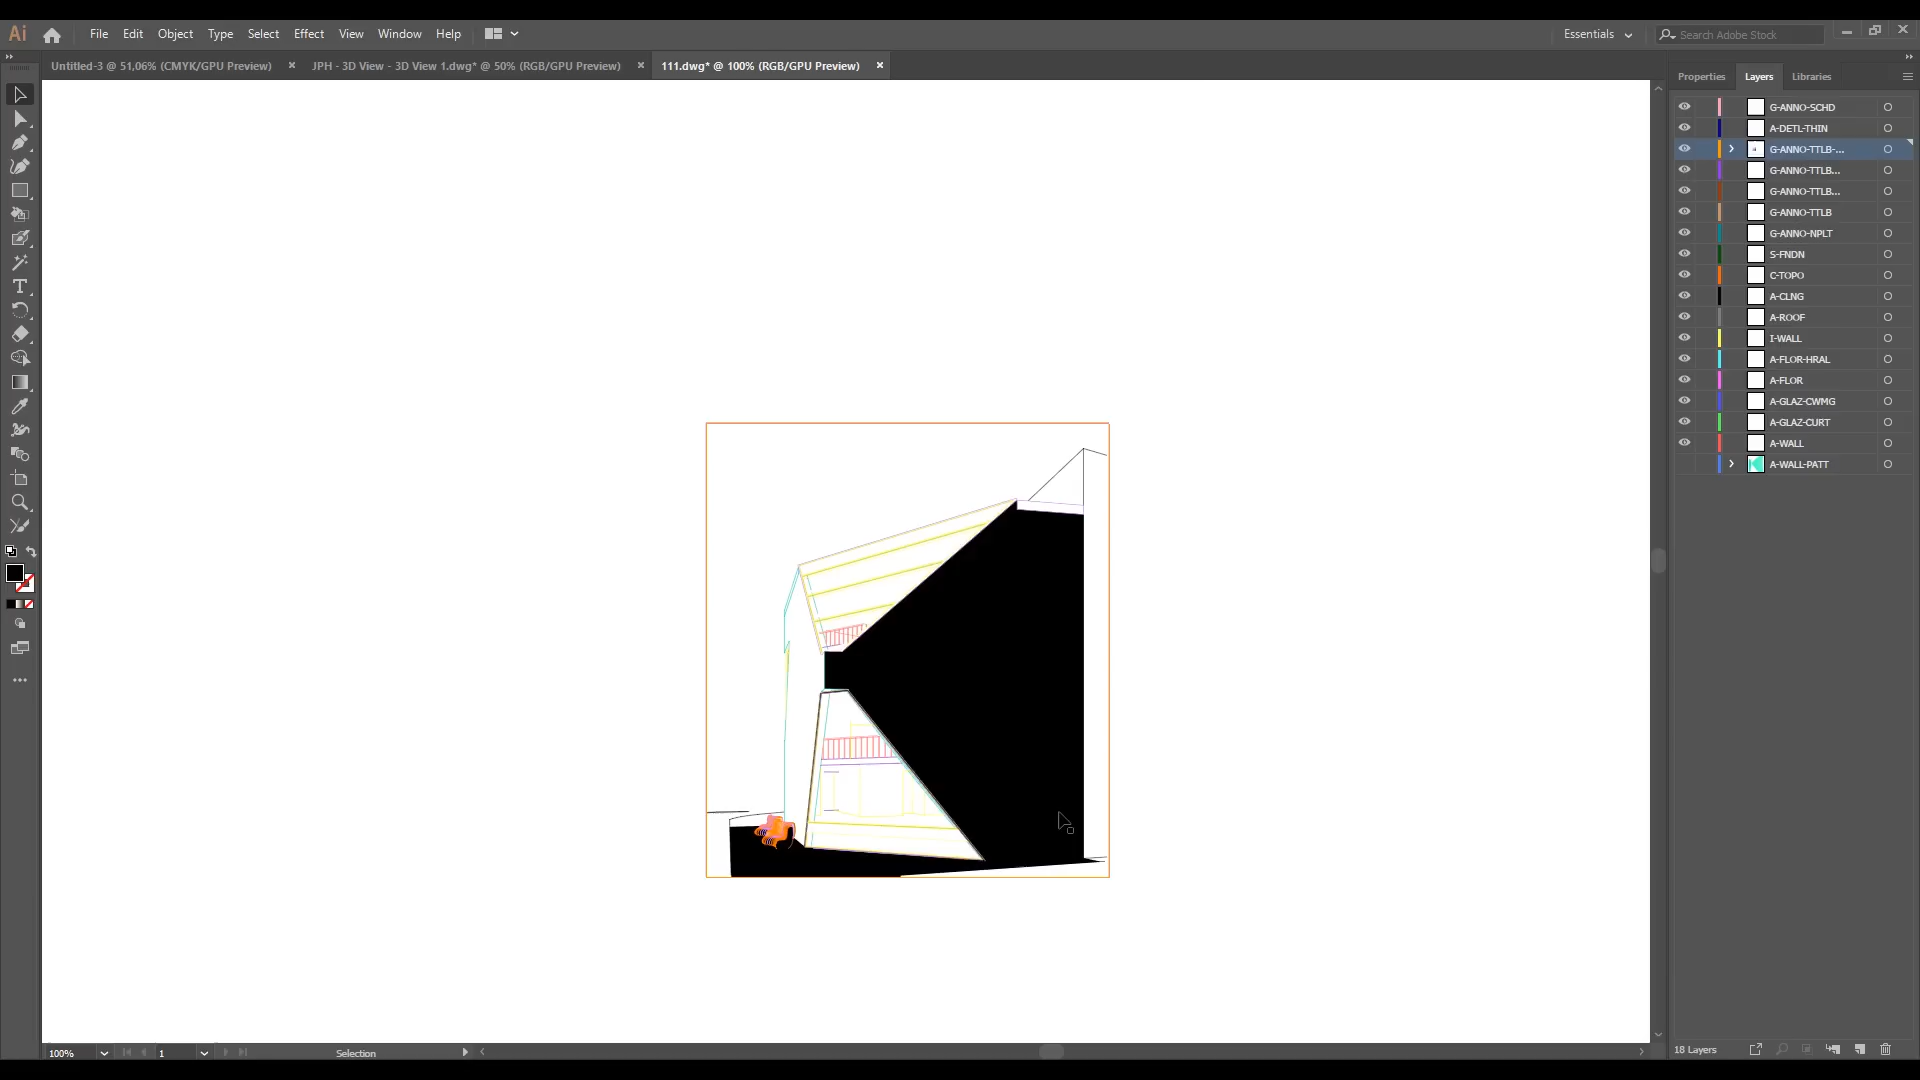 Ai File Edit Object Type Select Effect View Window Help Essentials Search Adobe Stock
Untitled-3 @ 51,06% (CMYK/GPU Preview) × JPH - 3D View - 3D View 1.dwg* @ 50% (RGB/GPU Preview) × 111.dwg* @ 100% (RGB/GPU Preview) ×
Properties Layers Libraries
G-ANNO-SCHD
A-DETL-THIN
G-ANNO-TTLB-...
G-ANNO-TTLB...
G-ANNO-TTLB...
G-ANNO-TTLB
G-ANNO-NPLT
S-FNDN
C-TOPO
A-CLNG
A-ROOF
I-WALL
A-FLOR-HRAL
A-FLOR
A-GLAZ-CWMG
A-GLAZ-CURT
A-WALL
A-WALL-PATT
100% 1 Selection
18 Layers